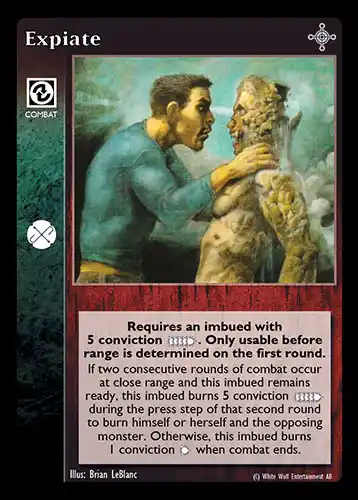 Expiate
COMBAT
Requires an imbued with
5 conviction . Only usable before
range is determined on the first round.
If two consecutive rounds of combat occur
at close range and this imbued remains
ready, this imbued burns 5 conviction
during the press step of that second round
to burn himself or herself and the opposing
monster. Otherwise, this imbued burns
1 conviction when combat ends.
Illus: Brian LeBlanc
(C) White Wolf Entertainment AB